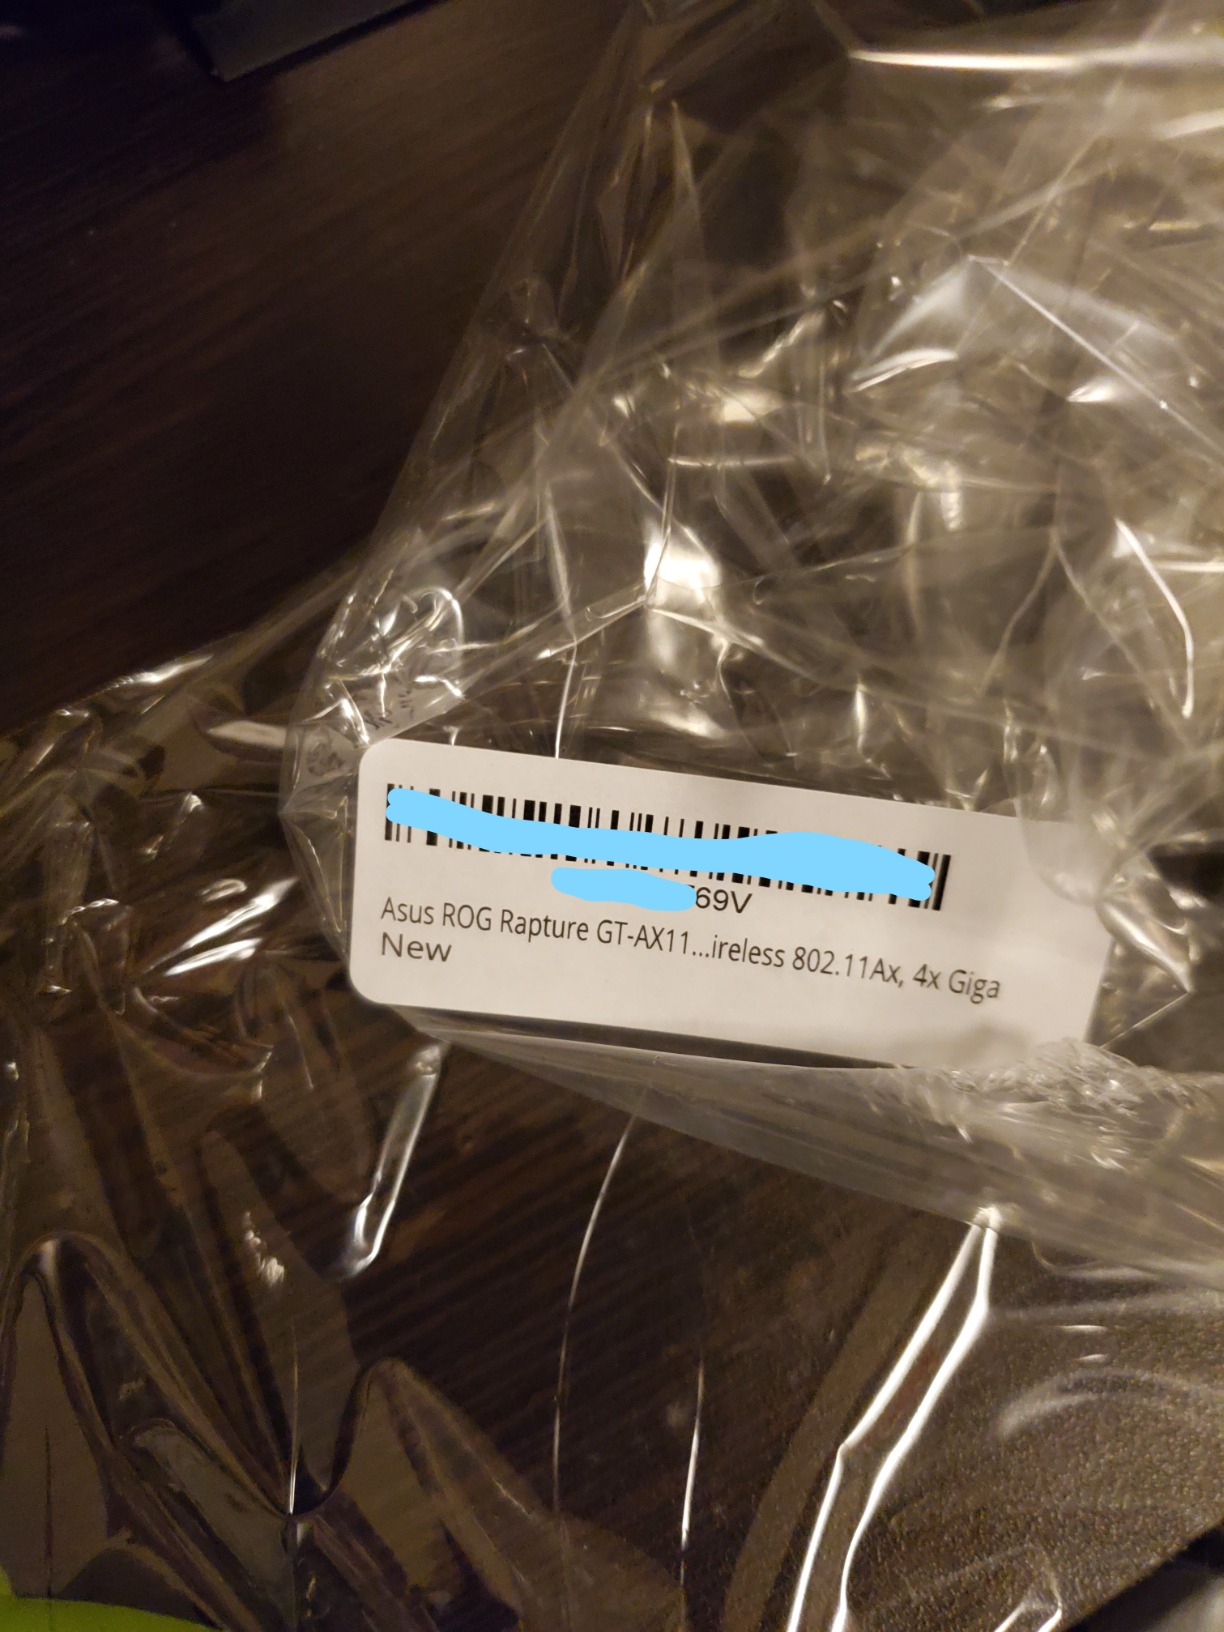 69V
Asus ROG Rapture GT-AX11...ireless 802.11Ax, 4x Giga
New